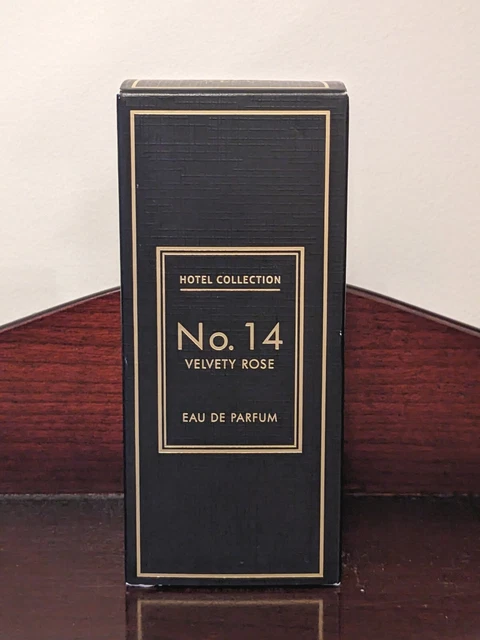 HOTEL COLLECTION
No. 14
VELVETY ROSE
EAU DE PARFUM